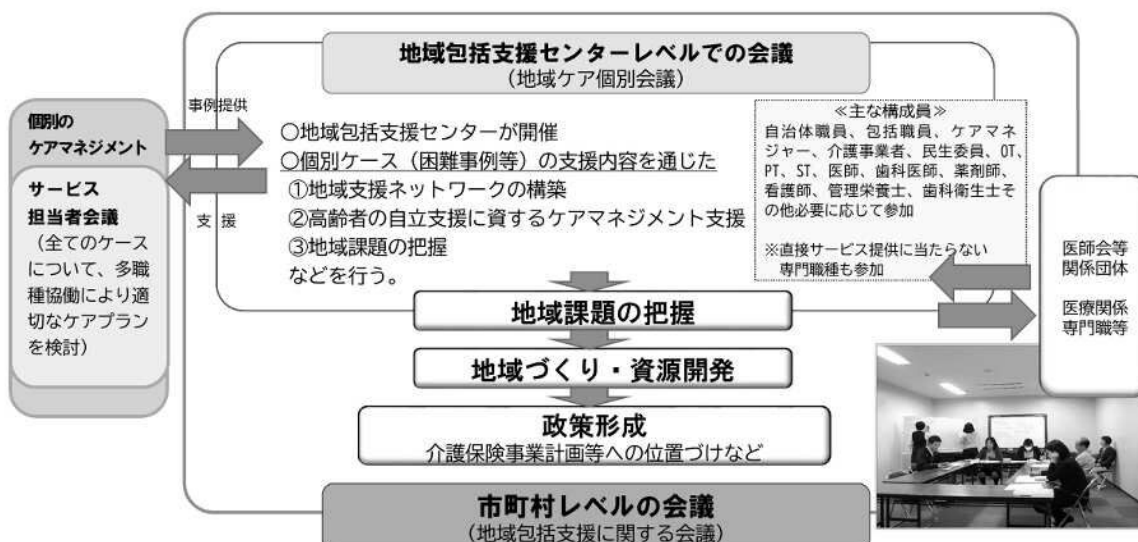 地域包括支援センターレベルでの会議
（地域ケア個別会議）
事例提供
個別の
ケアマネジメント
サービス
担当者会議
（全てのケース
について、多職
種協働により適
切なケアプラン
を検討）
支 援
〇地域包括支援センターが開催
〇個別ケース（困難事例等）の支援内容を通じた
①地域支援ネットワークの構築
②高齢者の自立支援に資するケアマネジメント支援
③地域課題の把握
などを行う。
≪主な構成員≫
自治体職員、包括職員、ケアマネ
ジャー、介護事業者、民生委員、OT、
PT、ST、医師、歯科医師、薬剤師、
看護師、管理栄養士、歯科衛生士そ
の他必要に応じて参加
※直接サービス提供に当たらない
専門職種も参加
医師会等
関係団体
医療関係
専門職等
地域課題の把握
地域づくり・資源開発
政策形成
介護保険事業計画等への位置づけなど
市町村レベルの会議
（地域包括支援に関する会議）